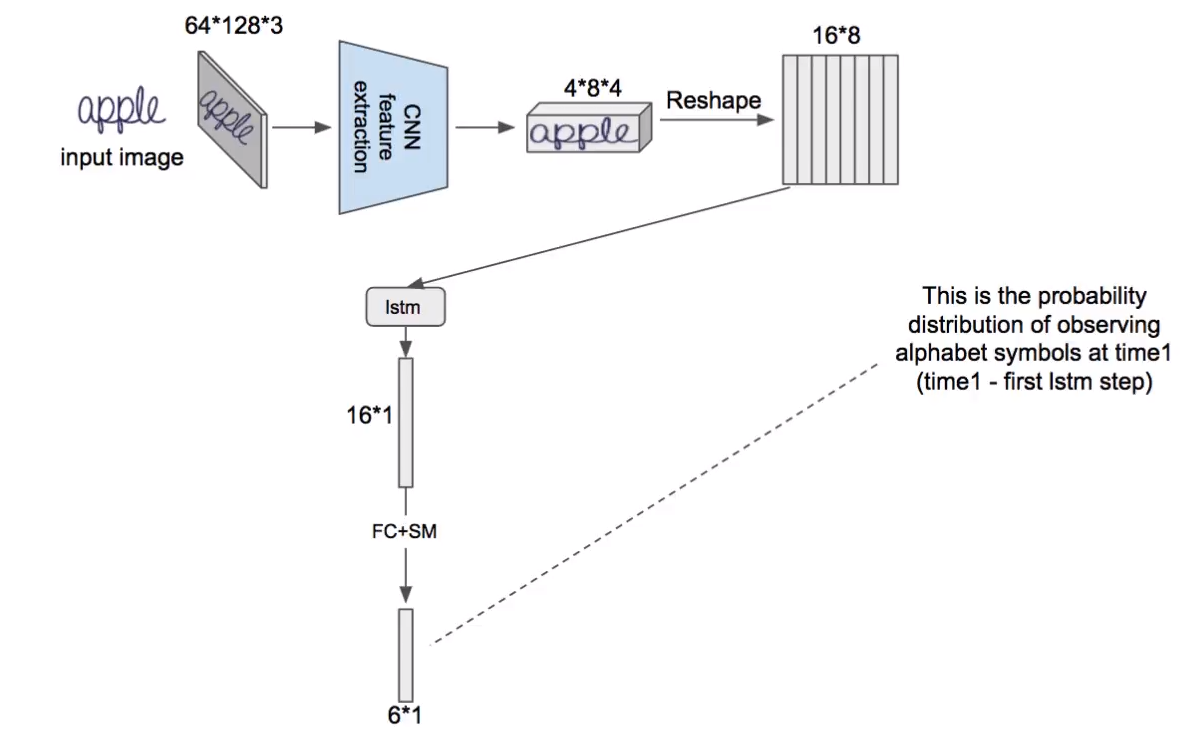 64*128*3
apple
input image
apple
CNN
feature
extraction
4*8*4
apple
Reshape
16*8
lstm
16*1
FC+SM
6*1
This is the probability
distribution of observing
alphabet symbols at time1
(time1 - first lstm step)